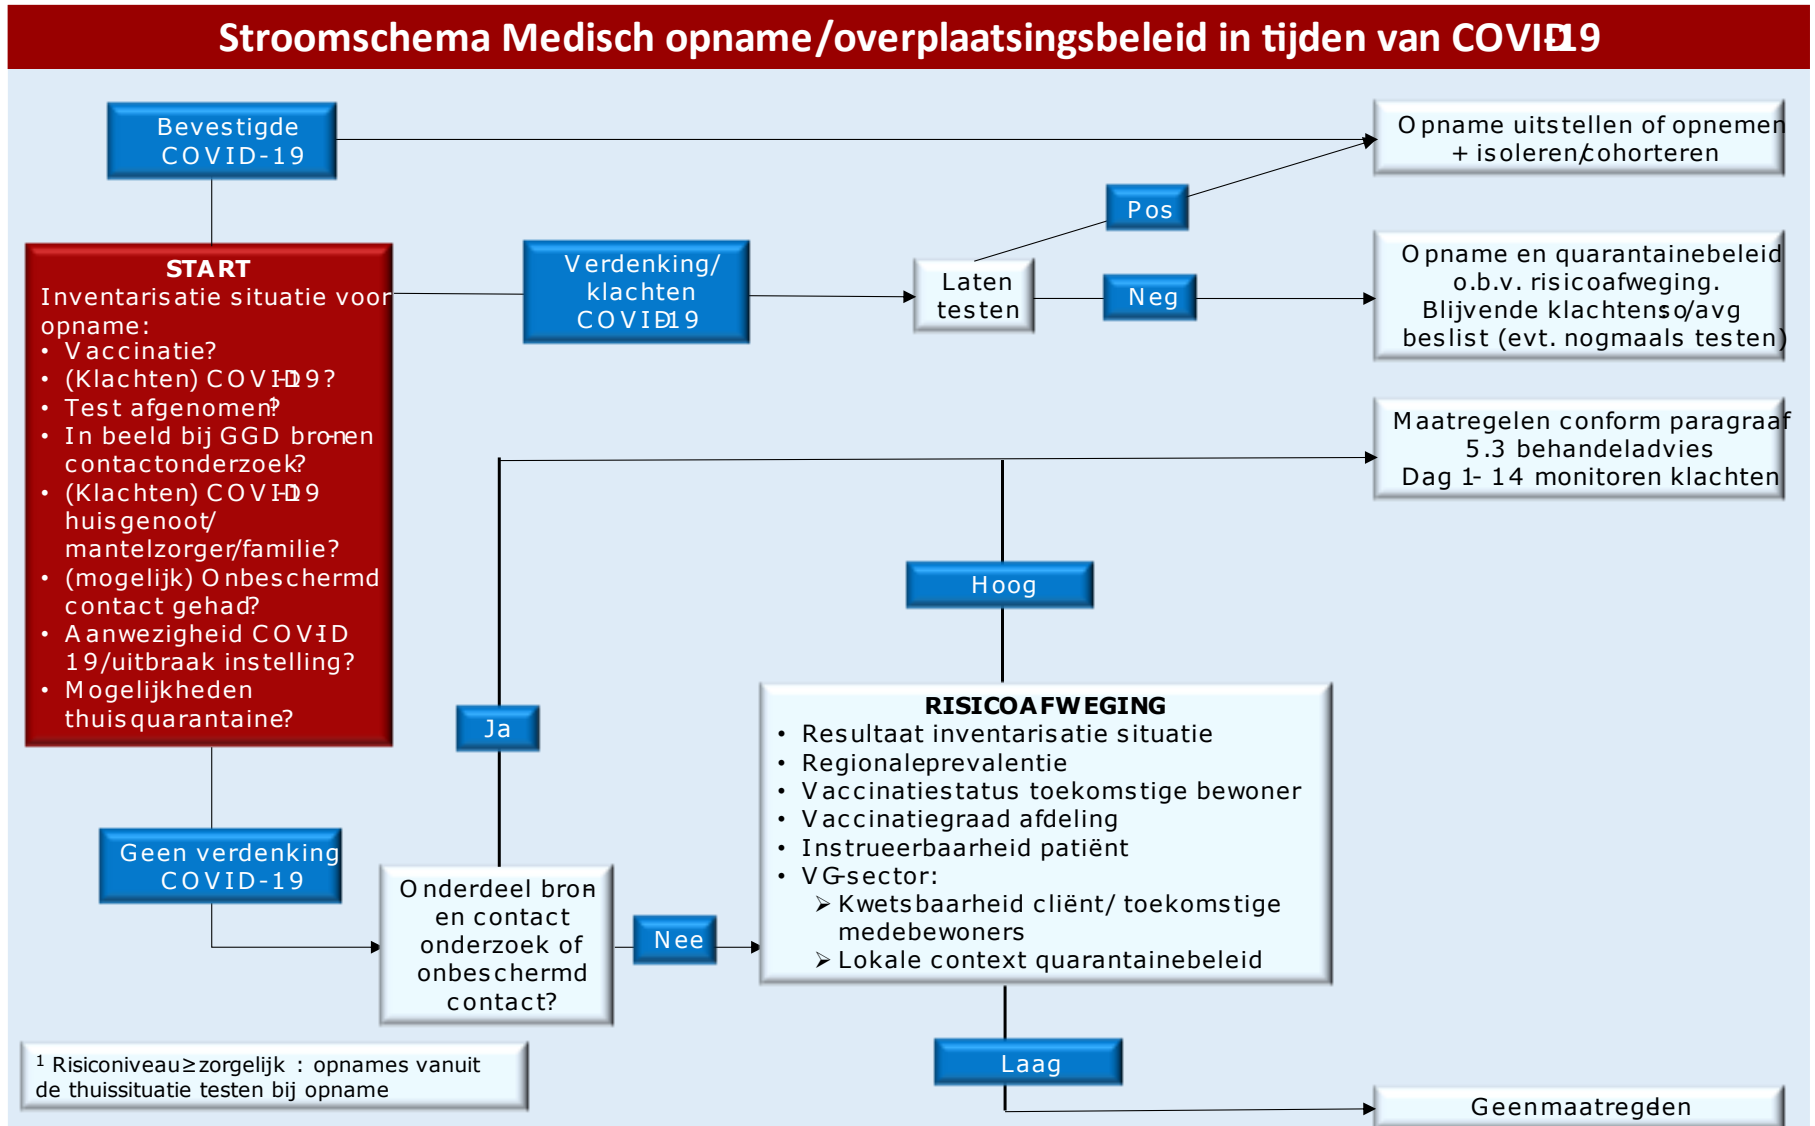 Stroomschema Medisch opname/overplaatsingsbeleid in tijden van COVID-19
Bevestigde
COVID-19
Opname uitstellen of opnemen
+ isoleren/cohorteren
Pos
START
Inventarisatie situatie voor
opname:
• Vaccinatie?
• (Klachten) COVID-19?
• Test afgenomen?¹
• In beeld bij GGD bron-en
contactonderzoek?
• (Klachten) COVID-19
huisgenoot/
mantelzorger/familie?
• (mogelijk) Onbeschermd
contact gehad?
• Aanwezigheid COVID-
19/uitbraak instelling?
• Mogelijkheden
thuisquarantaine?
Verdenking/
klachten
COVID-19
Laten
testen
Neg
Opname en quarantainebeleid
o.b.v. risicoafweging.
Blijvende klachten: so/avg
beslist (evt. nogmaals testen)
Maatregelen conform paragraaf
5.3 behandeladvies
Dag 1- 14 monitoren klachten
Hoog
Ja
RISICOAFWEGING
• Resultaat inventarisatie situatie
• Regionale prevalentie
• Vaccinatiestatus toekomstige bewoner
• Vaccinatiegraad afdeling
• Instrueerbaarheid patiënt
• VG-sector:
➢ Kwetsbaarheid cliënt/ toekomstige
medebewoners
➢ Lokale context quarantainebeleid
Geen verdenking
COVID-19
Onderdeel bron-
en contact
onderzoek of
onbeschermd
contact?
Nee
Laag
¹ Risiconiveau ≥ zorgelijk : opnames vanuit
de thuissituatie testen bij opname
Geen maatregelen